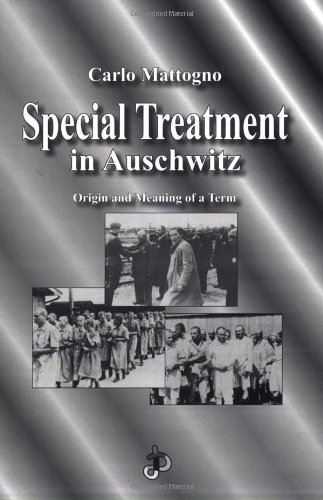 Carlo Mattogno
Special Treatment
in Auschwitz
Origin and Meaning of a Term